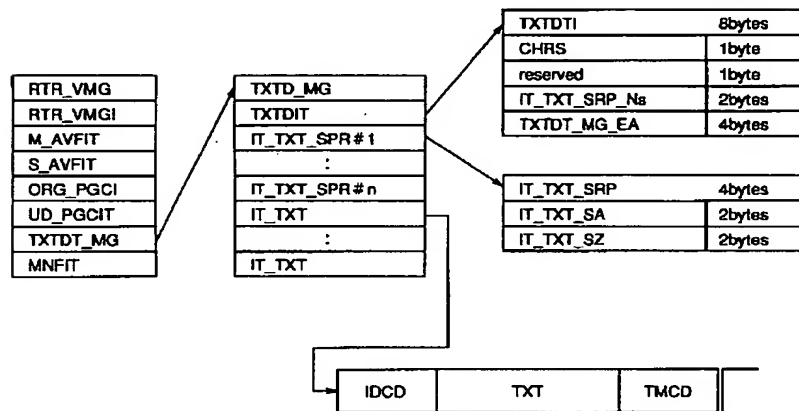 RTR_VMG
RTR_VMGI
M_AVFIT
S_AVFIT
ORG_PGCI
UD_PGCIT
TXTDT_MG
MNFIT
TXTD_MG
TXTDIT
IT_TXT_SPR#1
:
IT_TXT_SPR#n
IT_TXT
:
IT_TXT
TXTDTI 8bytes
CHRS 1byte
reserved 1byte
IT_TXT_SRP_Ns 2bytes
TXTDT_MG_EA 4bytes
IT_TXT_SRP 4bytes
IT_TXT_SA 2bytes
IT_TXT_SZ 2bytes
IDCD TXT TMCD